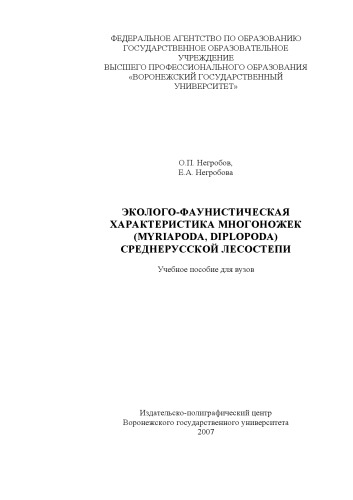 ФЕДЕРАЛЬНОЕ АГЕНТСТВО ПО ОБРАЗОВАНИЮ
ГОСУДАРСТВЕННОЕ ОБРАЗОВАТЕЛЬНОЕ
УЧРЕЖДЕНИЕ
ВЫСШЕГО ПРОФЕССИОНАЛЬНОГО ОБРАЗОВАНИЯ
«ВОРОНЕЖСКИЙ ГОСУДАРСТВЕННЫЙ
УНИВЕРСИТЕТ»
О.П. Негробов,
Е.А. Негробова
ЭКОЛОГО-ФАУНИСТИЧЕСКАЯ
ХАРАКТЕРИСТИКА МНОГОНОЖЕК
(MYRIAPODA, DIPLOPODA)
СРЕДНЕРУССКОЙ ЛЕСОСТЕПИ
Учебное пособие для вузов
Издательско-полиграфический центр
Воронежского государственного университета
2007